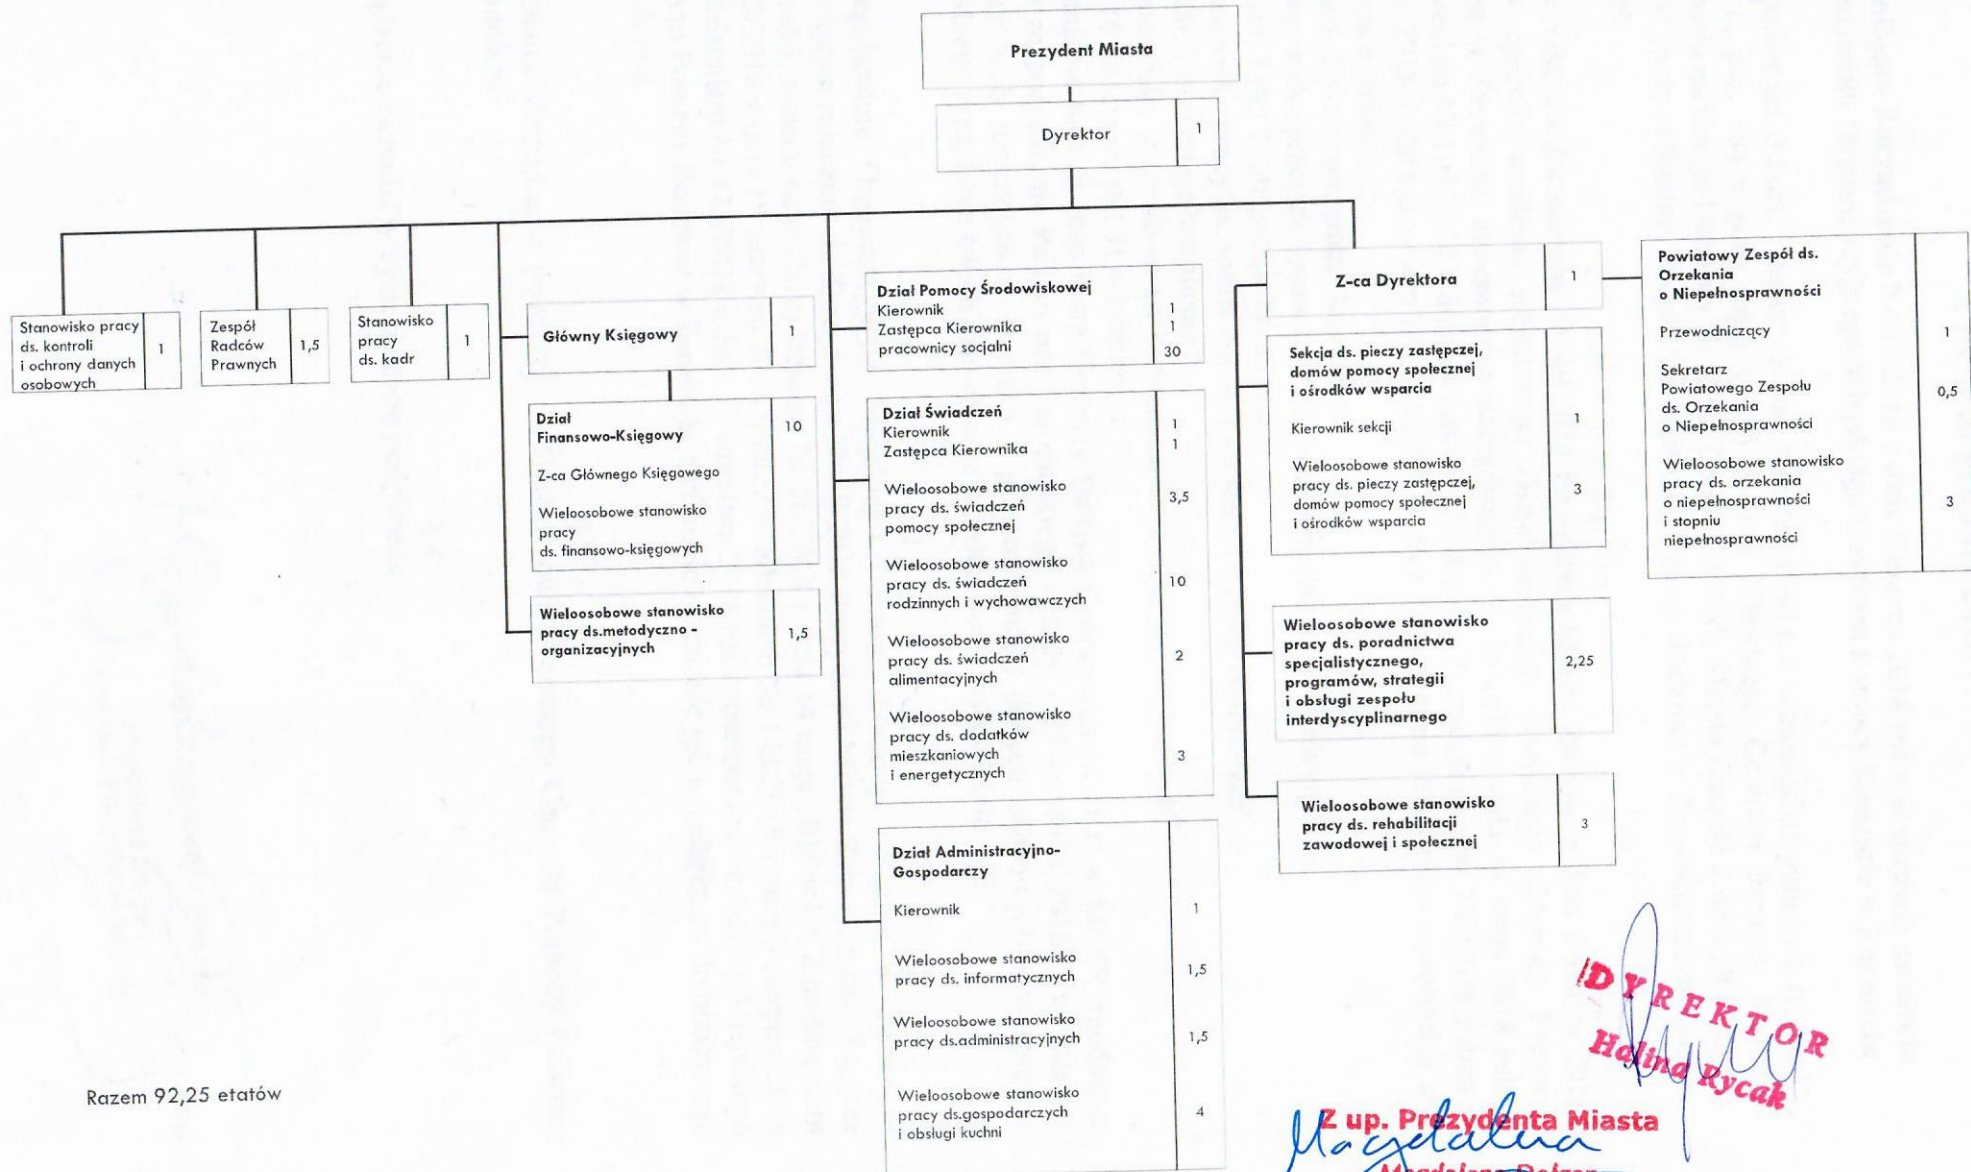 Prezydent Miasta
Dyrektor
1
Stanowisko pracy
ds. kontroli
i ochrony danych
osobowych
1
Zespół
Radców
Prawnych
1,5
Stanowisko
pracy
ds. kadr
1
Główny Księgowy
1
Dział
Finansowo-Księgowy
10
Z-ca Głównego Księgowego
Wieloosobowe stanowisko
pracy
ds. finansowo-księgowych
Wieloosobowe stanowisko
pracy ds.metodyczno -
organizacyjnych
1,5
Dział Pomocy Środowiskowej
Kierownik 1
Zastępca Kierownika 1
pracownicy socjalni 30
Dział Świadczeń
Kierownik 1
Zastępca Kierownika 1
Wieloosobowe stanowisko
pracy ds. świadczeń
pomocy społecznej
3,5
Wieloosobowe stanowisko
pracy ds. świadczeń
rodzinnych i wychowawczych
10
Wieloosobowe stanowisko
pracy ds. świadczeń
alimentacyjnych
2
Wieloosobowe stanowisko
pracy ds. dodatków
mieszkaniowych
i energetycznych
3
Dział Administracyjno-
Gospodarczy
Kierownik 1
Wieloosobowe stanowisko
pracy ds. informatycznych
1,5
Wieloosobowe stanowisko
pracy ds.administracyjnych
1,5
Wieloosobowe stanowisko
pracy ds.gospodarczych
i obsługi kuchni
4
Z-ca Dyrektora
1
Sekcja ds. pieczy zastępczej,
domów pomocy społecznej
i ośrodków wsparcia
Kierownik sekcji 1
Wieloosobowe stanowisko
pracy ds. pieczy zastępczej,
domów pomocy społecznej
i ośrodków wsparcia
3
Wieloosobowe stanowisko
pracy ds. poradnictwa
specjalistycznego,
programów, strategii
i obsługi zespołu
interdyscyplinarnego
2,25
Wieloosobowe stanowisko
pracy ds. rehabilitacji
zawodowej i społecznej
3
Powiatowy Zespół ds.
Orzekania
o Niepełnosprawności
Przewodniczący 1
Sekretarz
Powiatowego Zespołu
ds. Orzekania
o Niepełnosprawności
0,5
Wieloosobowe stanowisko
pracy ds. orzekania
o niepełnosprawności
i stopniu
niepełnosprawności
3
Razem 92,25 etatów
DYREKTOR
Halina Rycak
Z up. Prezydenta Miasta
Magdalena
Magdalena